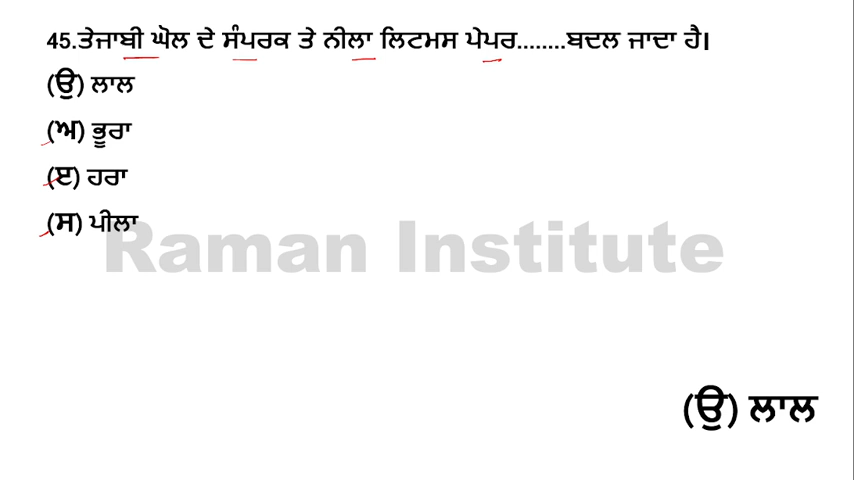 45.ਤੇਜਾਬੀ ਘੋਲ ਦੇ ਸੰਪਰਕ ਤੇ ਨੀਲਾ ਲਿਟਮਸ ਪੇਪਰ........ਬਦਲ ਜਾਦਾ ਹੈ।
(ੳ) ਲਾਲ
(ਅ) ਭੂਰਾ
(ੲ) ਹਰਾ
(ਸ) ਪੀਲਾ
Raman Institute
(ੳ) ਲਾਲ